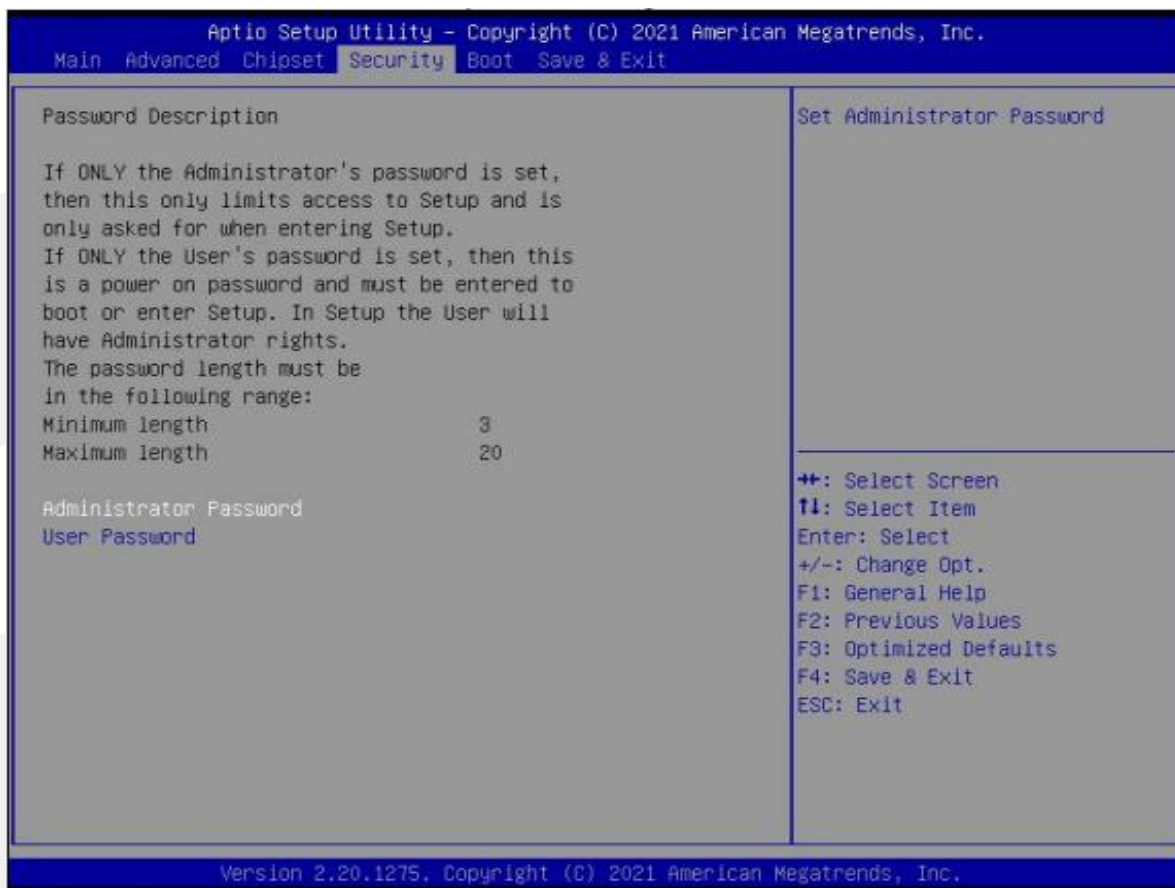 Aptio Setup Utility – Copyright (C) 2021 American Megatrends, Inc.
Main Advanced Chipset Security Boot Save & Exit
Password Description
If ONLY the Administrator's password is set,
then this only limits access to Setup and is
only asked for when entering Setup.
If ONLY the User's password is set, then this
is a power on password and must be entered to
boot or enter Setup. In Setup the User will
have Administrator rights.
The password length must be
in the following range:
Minimum length 3
Maximum length 20
Administrator Password
User Password
Set Administrator Password
→←: Select Screen
↑↓: Select Item
Enter: Select
+/-: Change Opt.
F1: General Help
F2: Previous Values
F3: Optimized Defaults
F4: Save & Exit
ESC: Exit
Version 2.20.1275. Copyright (C) 2021 American Megatrends, Inc.